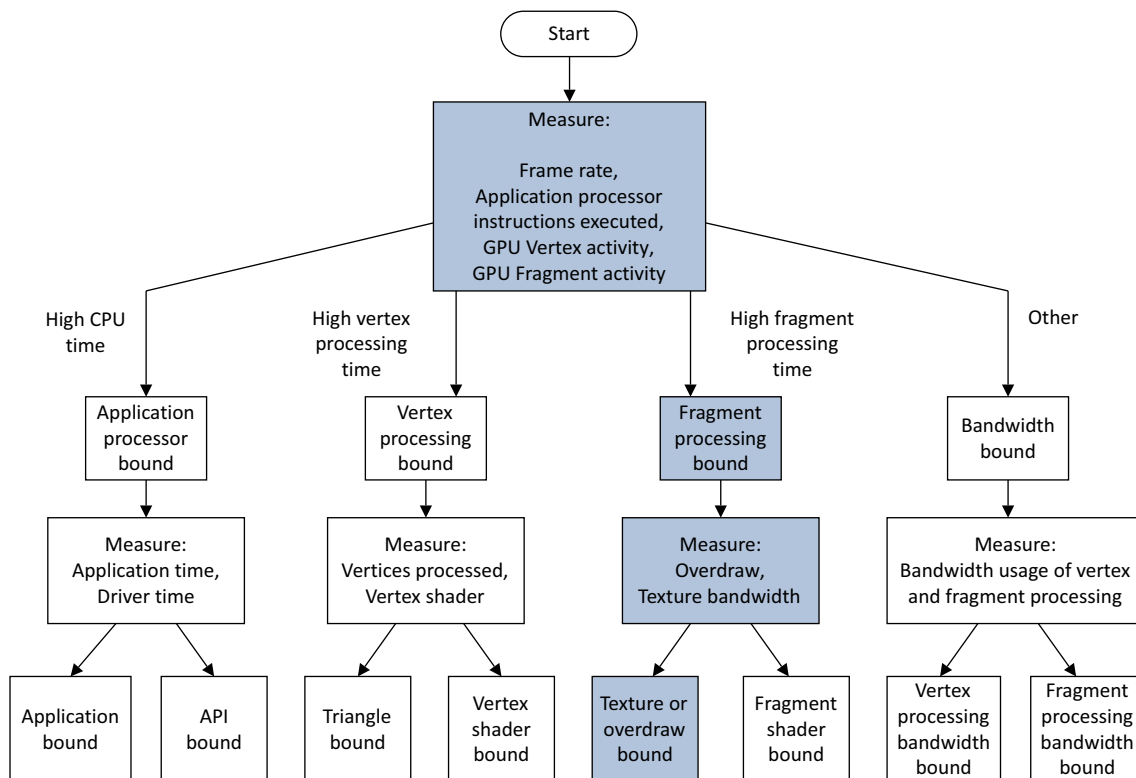 Start
Measure:
Frame rate,
Application processor
instructions executed,
GPU Vertex activity,
GPU Fragment activity
High CPU
time
High vertex
processing
time
High fragment
processing
time
Other
Application
processor
bound
Vertex
processing
bound
Fragment
processing
bound
Bandwidth
bound
Measure:
Application time,
Driver time
Measure:
Vertices processed,
Vertex shader
Measure:
Overdraw,
Texture bandwidth
Measure:
Bandwidth usage of vertex
and fragment processing
Application
bound
API
bound
Triangle
bound
Vertex
shader
bound
Texture or
overdraw
bound
Fragment
shader
bound
Vertex
processing
bandwidth
bound
Fragment
processing
bandwidth
bound